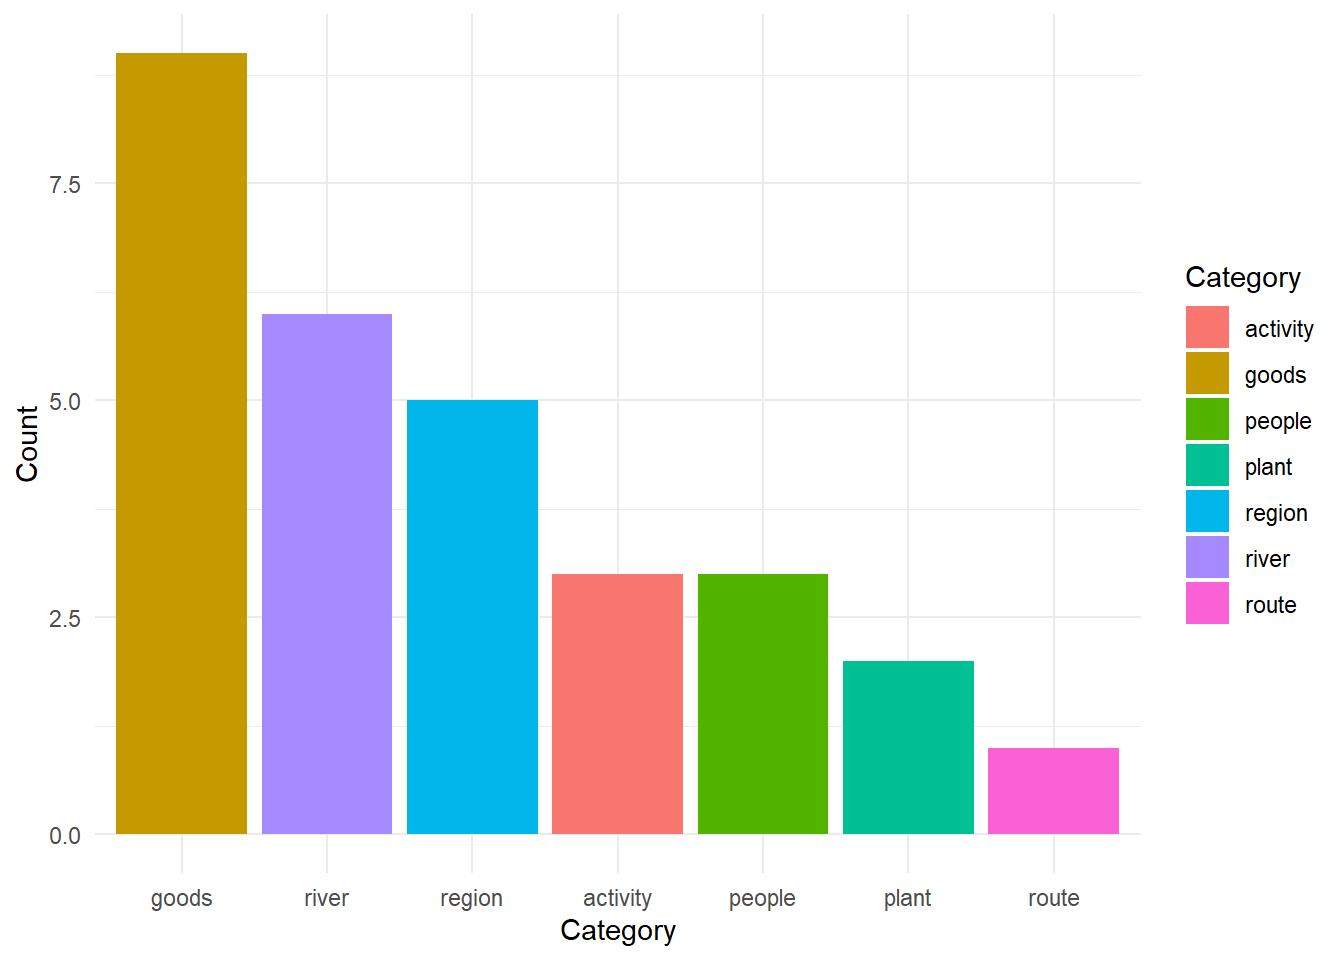 7.5
5.0
2.5
0.0
Count
goods river region activity people plant route
Category
Category
activity
goods
people
plant
region
river
route